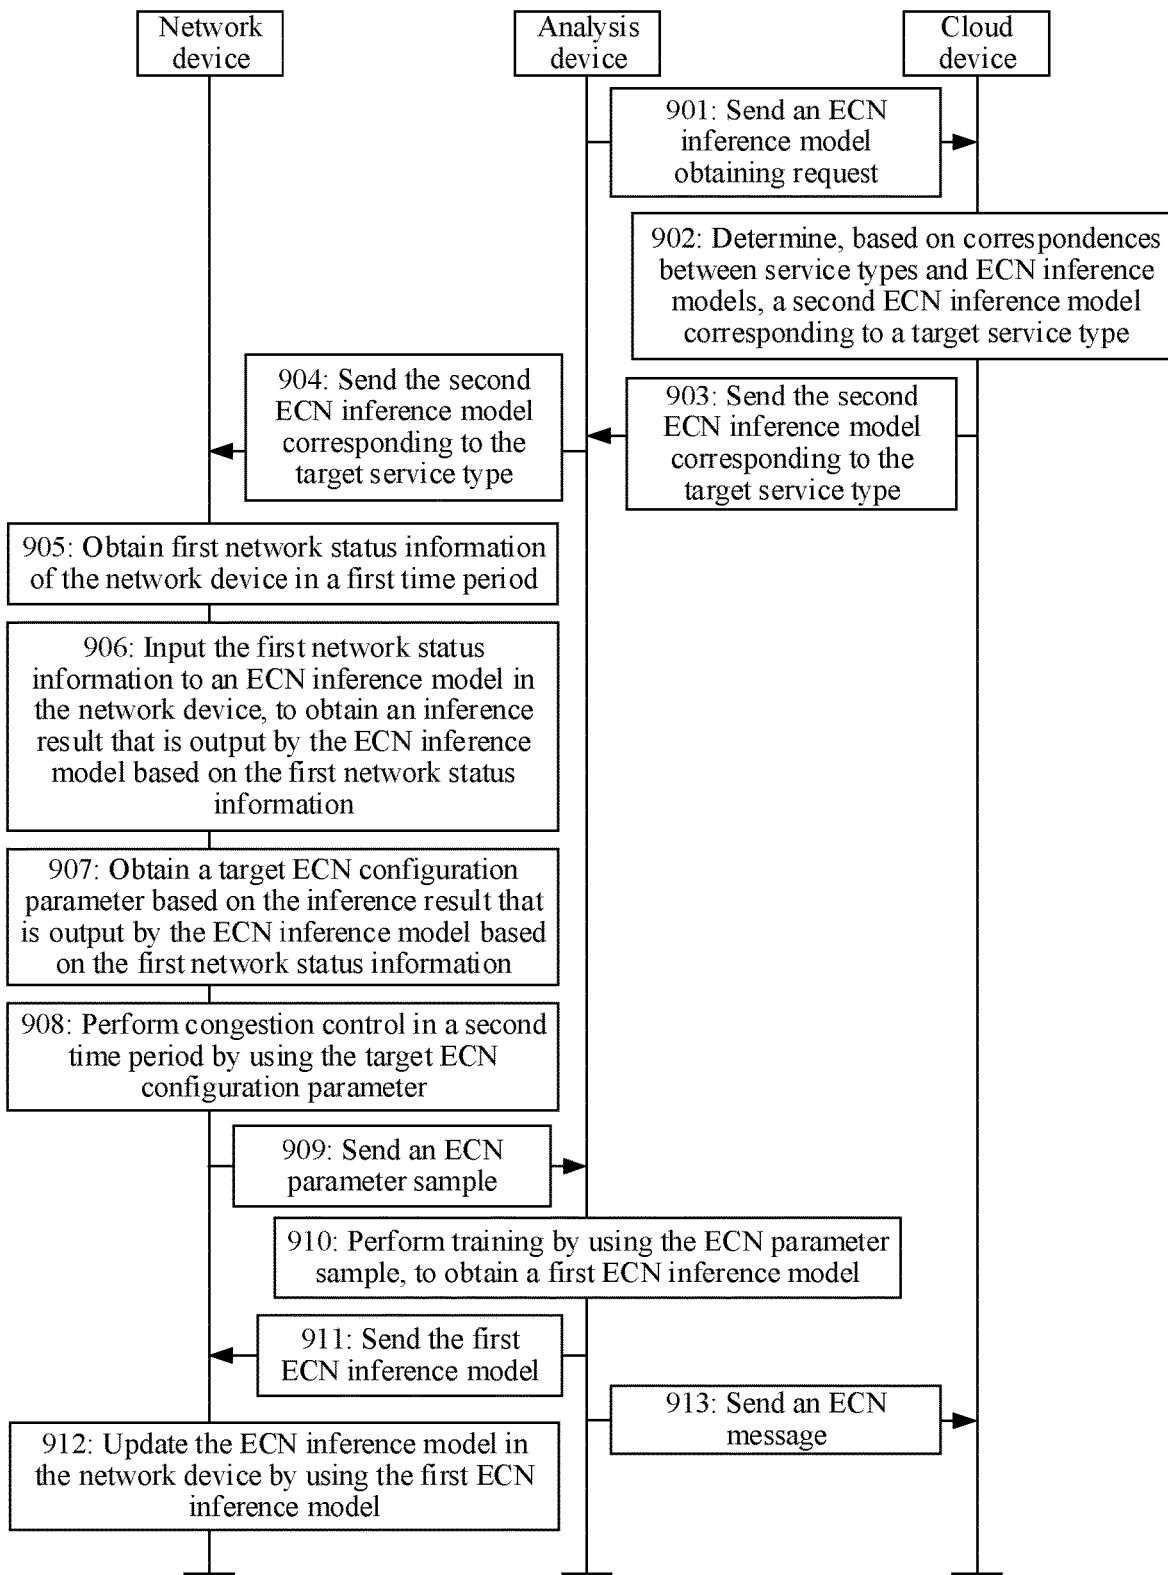 Network
device
Analysis
device
Cloud
device
901: Send an ECN
inference model
obtaining request
902: Determine, based on correspondences
between service types and ECN inference
models, a second ECN inference model
corresponding to a target service type
904: Send the second
ECN inference model
corresponding to the
target service type
903: Send the second
ECN inference model
corresponding to the
target service type
905: Obtain first network status information
of the network device in a first time period
906: Input the first network status
information to an ECN inference model in
the network device, to obtain an inference
result that is output by the ECN inference
model based on the first network status
information
907: Obtain a target ECN configuration
parameter based on the inference result that
is output by the ECN inference model based
on the first network status information
908: Perform congestion control in a second
time period by using the target ECN
configuration parameter
909: Send an ECN
parameter sample
910: Perform training by using the ECN parameter
sample, to obtain a first ECN inference model
911: Send the first
ECN inference model
913: Send an ECN
message
912: Update the ECN inference model in
the network device by using the first ECN
inference model